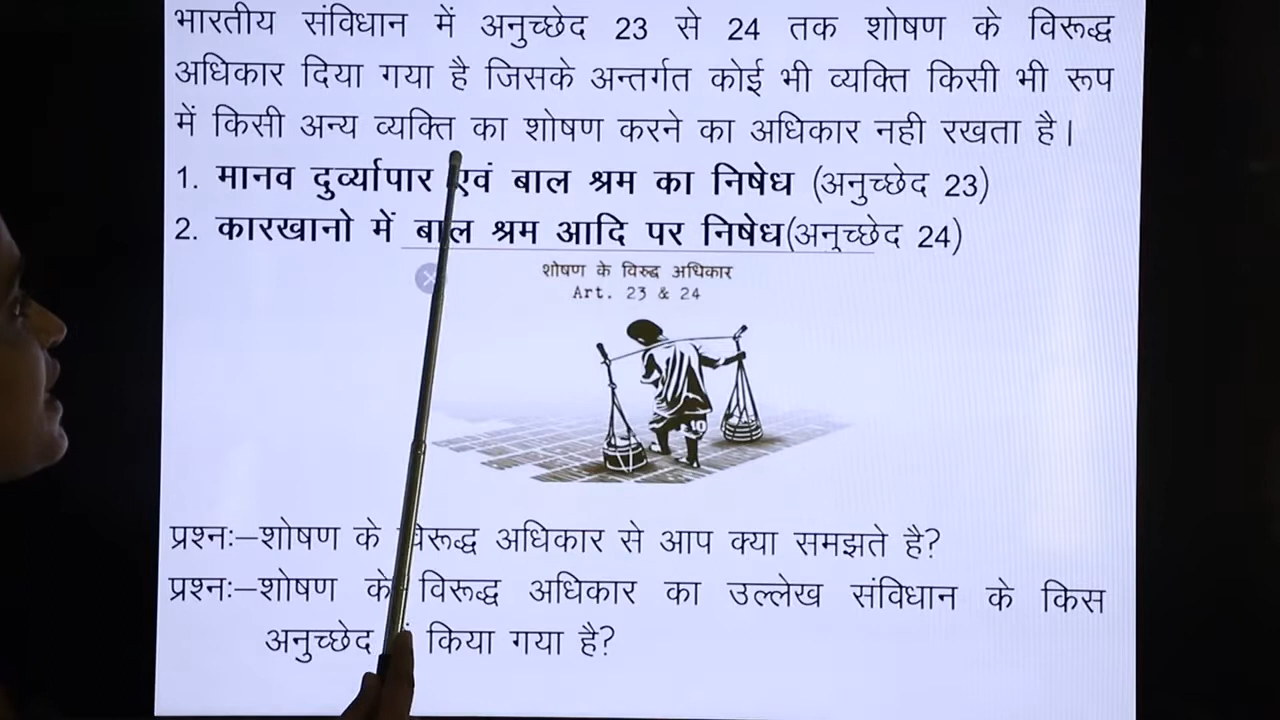 भारतीय संविधान में अनुच्छेद 23 से 24 तक शोषण के विरूद्ध
अधिकार दिया गया है जिसके अन्तर्गत कोई भी व्यक्ति किसी भी रूप
में किसी अन्य व्यक्ति का शोषण करने का अधिकार नही रखता है।
1. मानव दुर्व्यापार एवं बाल श्रम का निषेध (अनुच्छेद 23)
2. कारखानो में बाल श्रम आदि पर निषेध(अनुच्छेद 24)
शोषण के विरुद्ध अधिकार
Art. 23 & 24
प्रश्नः–शोषण के विरूद्ध अधिकार से आप क्या समझते है?
प्रश्नः–शोषण के विरूद्ध अधिकार का उल्लेख संविधान के किस
अनुच्छेद में किया गया है?